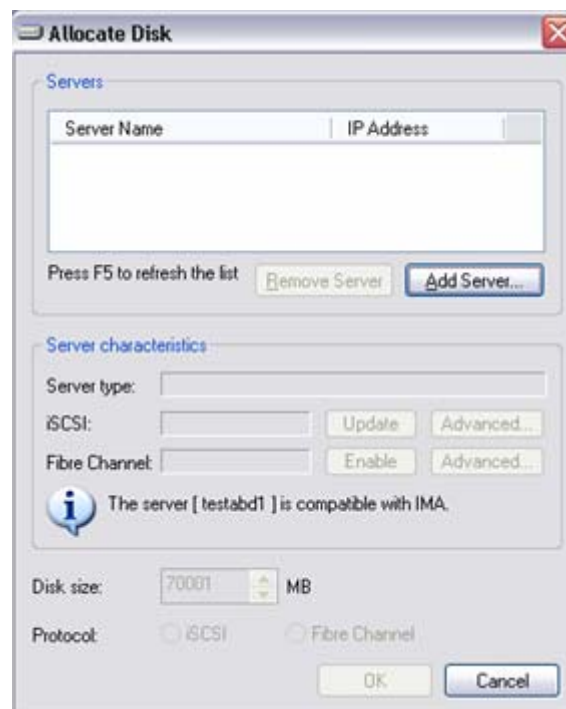 Allocate Disk
Servers
Server Name IP Address
Press F5 to refresh the list Remove Server Add Server...
Server characteristics
Server type:
iSCSI: Update Advanced...
Fibre Channel: Enable Advanced...
The server [ testabd1 ] is compatible with IMA.
Disk size: 70001 MB
Protocol: iSCSI Fibre Channel
OK Cancel